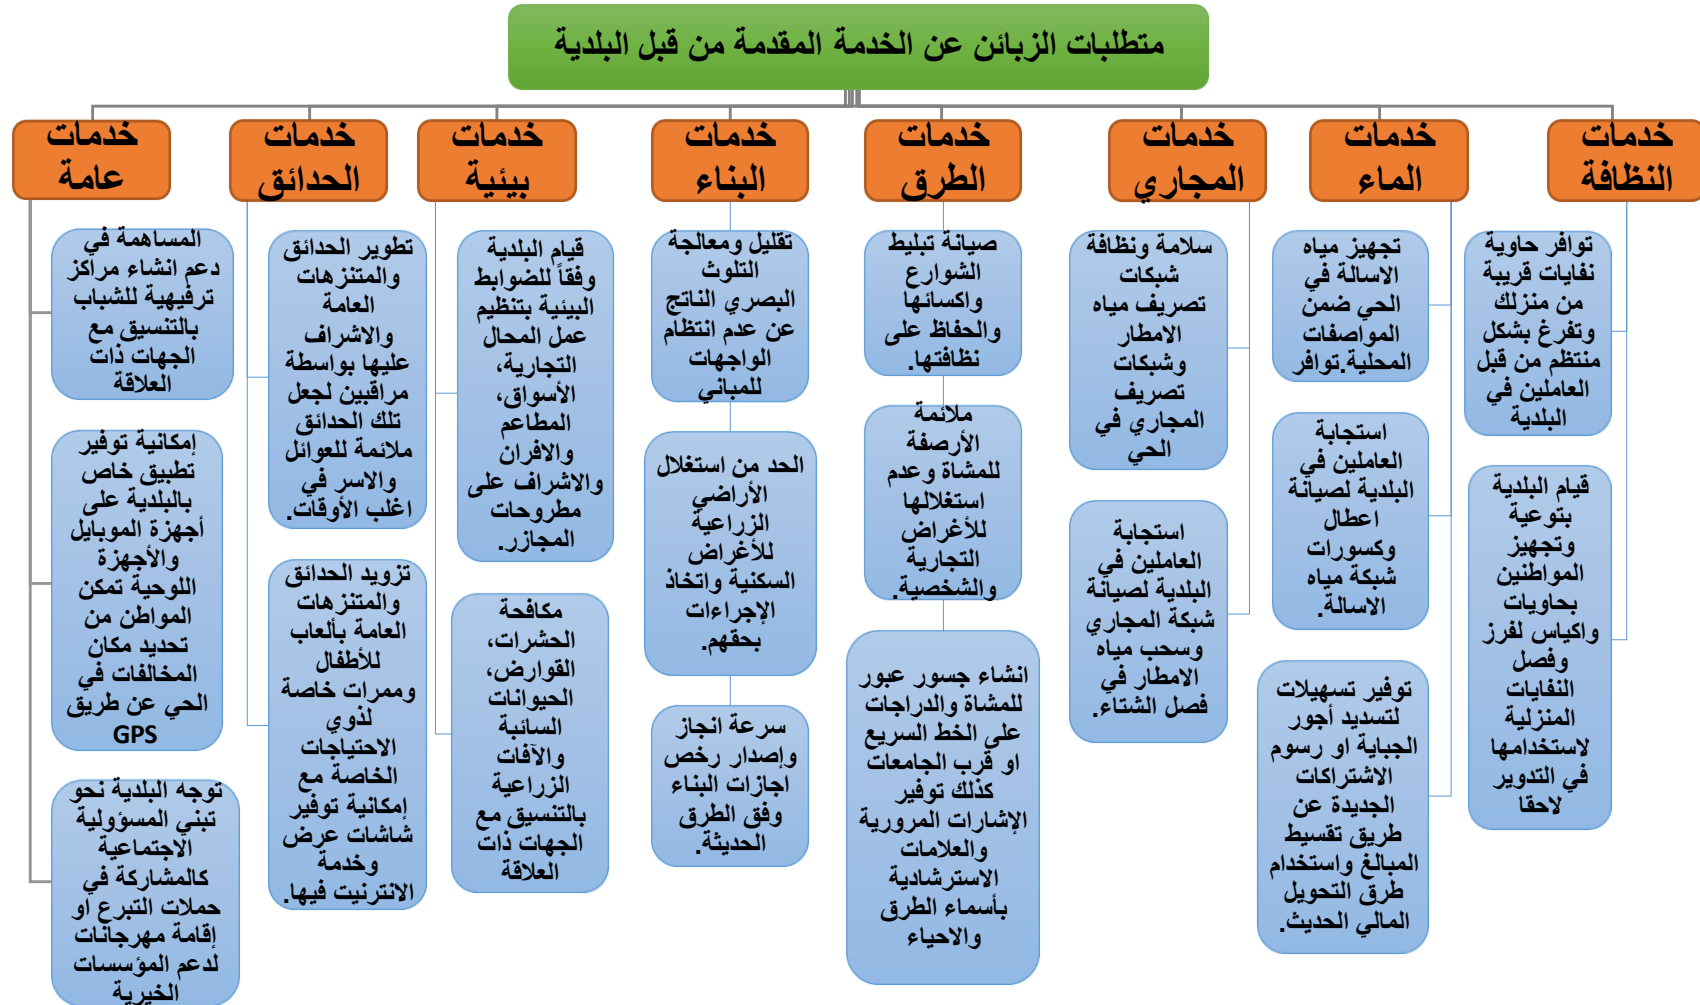 متطلبات الزبائن عن الخدمة المقدمة من قبل البلدية
خدمات
النظافة
توافر حاوية
نفايات قريبة
من منزلك
وتفرغ بشكل
منتظم من قبل
العاملين في
البلدية
قيام البلدية
بتوعية
وتجهيز
المواطنين
بحاويات
واكياس لفرز
وفصل
النفايات
المنزلية
لاستخدامها
في التدوير
لاحقا
خدمات
الماء
تجهيز مياه
الاسالة في
الحي ضمن
المواصفات
المحلية.توافر
استجابة
العاملين في
البلدية لصيانة
اعطال
وكسورات
شبكة مياه
الاسالة.
توفير تسهيلات
لتسديد أجور
الجباية او رسوم
الاشتراكات
الجديدة عن
طريق تقسيط
المبالغ واستخدام
طرق التحويل
المالي الحديث.
خدمات
المجاري
سلامة ونظافة
شبكات
تصريف مياه
الامطار
وشبكات
تصريف
المجاري في
الحي
استجابة
العاملين في
البلدية لصيانة
شبكة المجاري
وسحب مياه
الامطار في
فصل الشتاء.
خدمات
الطرق
صيانة تبليط
الشوارع
واكسائها
والحفاظ على
نظافتها.
ملائمة
الأرصفة
للمشاة وعدم
استغلالها
للأغراض
التجارية
والشخصية.
انشاء جسور عبور
للمشاة والدراجات
على الخط السريع
او قرب الجامعات
كذلك توفير
الإشارات المرورية
والعلامات
الاسترشادية
بأسماء الطرق
والاحياء
خدمات
البناء
تقليل ومعالجة
التلوث
البصري الناتج
عن عدم انتظام
الواجهات
للمباني
الحد من استغلال
الأراضي
الزراعية
للأغراض
السكنية واتخاذ
الإجراءات
بحقهم.
سرعة انجاز
وإصدار رخص
اجازات البناء
وفق الطرق
الحديثة.
خدمات
بيئية
قيام البلدية
وفقاً للضوابط
البيئية بتنظيم
عمل المحال
التجارية،
الأسواق،
المطاعم
والافران
والاشراف على
مطروحات
المجازر.
مكافحة
الحشرات،
القوارض،
الحيوانات
السائبة
والآفات
الزراعية
بالتنسيق مع
الجهات ذات
العلاقة
خدمات
الحدائق
تطوير الحدائق
والمتنزهات
العامة
والاشراف
عليها بواسطة
مراقبين لجعل
تلك الحدائق
ملائمة للعوائل
والاسر في
اغلب الأوقات.
تزويد الحدائق
والمتنزهات
العامة بألعاب
للأطفال
وممرات خاصة
لذوي
الاحتياجات
الخاصة مع
إمكانية توفير
شاشات عرض
وخدمة
الانترنيت فيها.
خدمات
عامة
المساهمة في
دعم انشاء مراكز
ترفيهية للشباب
بالتنسيق مع
الجهات ذات
العلاقة
إمكانية توفير
تطبيق خاص
بالبلدية على
أجهزة الموبايل
والأجهزة
اللوحية تمكن
المواطن من
تحديد مكان
المخالفات في
الحي عن طريق
GPS
توجه البلدية نحو
تبني المسؤولية
الاجتماعية
كالمشاركة في
حملات التبرع او
إقامة مهرجانات
لدعم المؤسسات
الخيرية